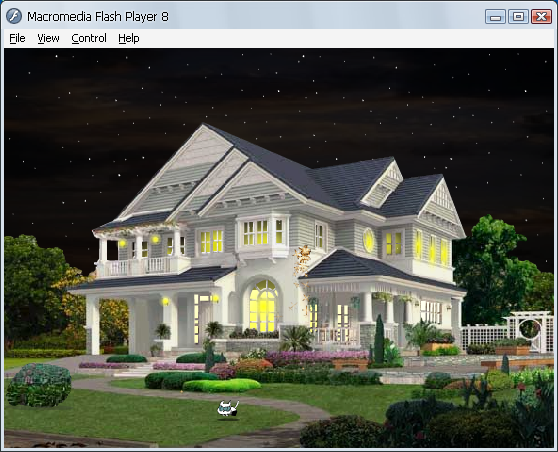 Macromedia Flash Player 8
File View Control Help